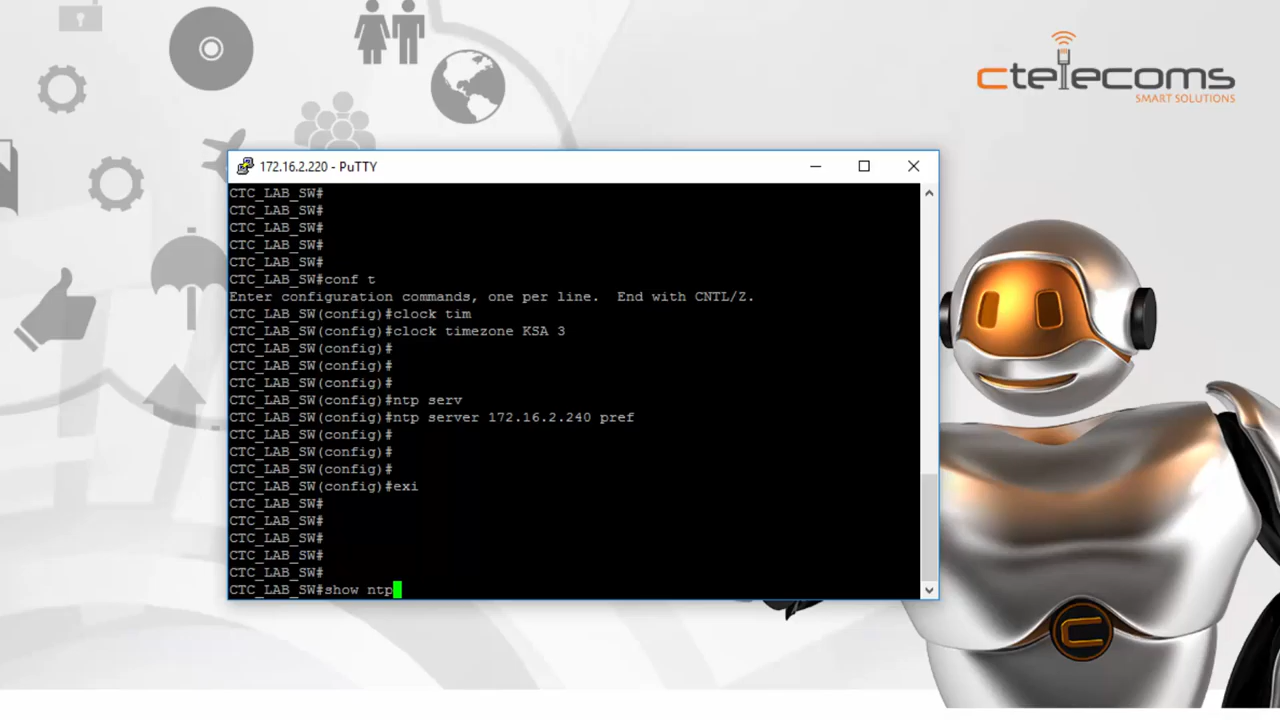 ctelecoms
SMART SOLUTIONS
172.16.2.220 - PuTTY
CTC_LAB_SW#
CTC_LAB_SW#
CTC_LAB_SW#
CTC_LAB_SW#
CTC_LAB_SW#
CTC_LAB_SW#conf t
Enter configuration commands, one per line.  End with CNTL/Z.
CTC_LAB_SW(config)#clock tim
CTC_LAB_SW(config)#clock timezone KSA 3
CTC_LAB_SW(config)#
CTC_LAB_SW(config)#
CTC_LAB_SW(config)#
CTC_LAB_SW(config)#ntp serv
CTC_LAB_SW(config)#ntp server 172.16.2.240 pref
CTC_LAB_SW(config)#
CTC_LAB_SW(config)#
CTC_LAB_SW(config)#
CTC_LAB_SW(config)#exi
CTC_LAB_SW#
CTC_LAB_SW#
CTC_LAB_SW#
CTC_LAB_SW#
CTC_LAB_SW#
CTC_LAB_SW#show ntp
C